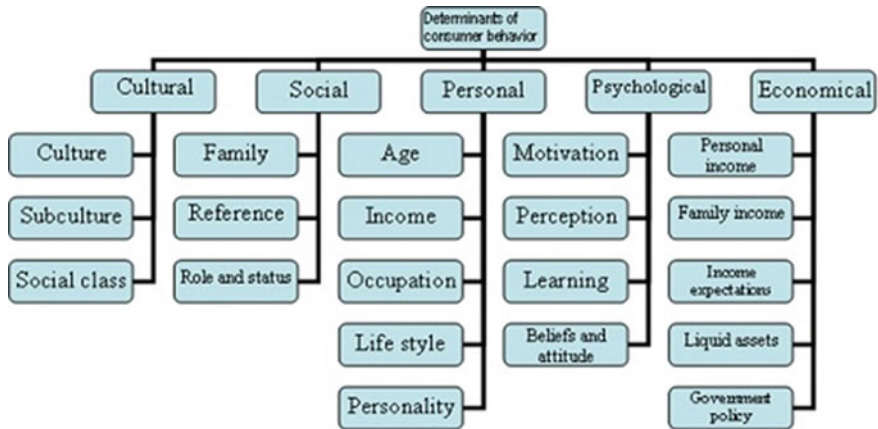 Determinants of
consumer behavior
Cultural
Social
Personal
Psychological
Economical
Culture
Family
Age
Motivation
Personal
income
Subculture
Reference
Income
Perception
Family income
Social class
Role and status
Occupation
Learning
Income
expectations
Life style
Beliefs and
attitude
Liquid assets
Personality
Government
policy